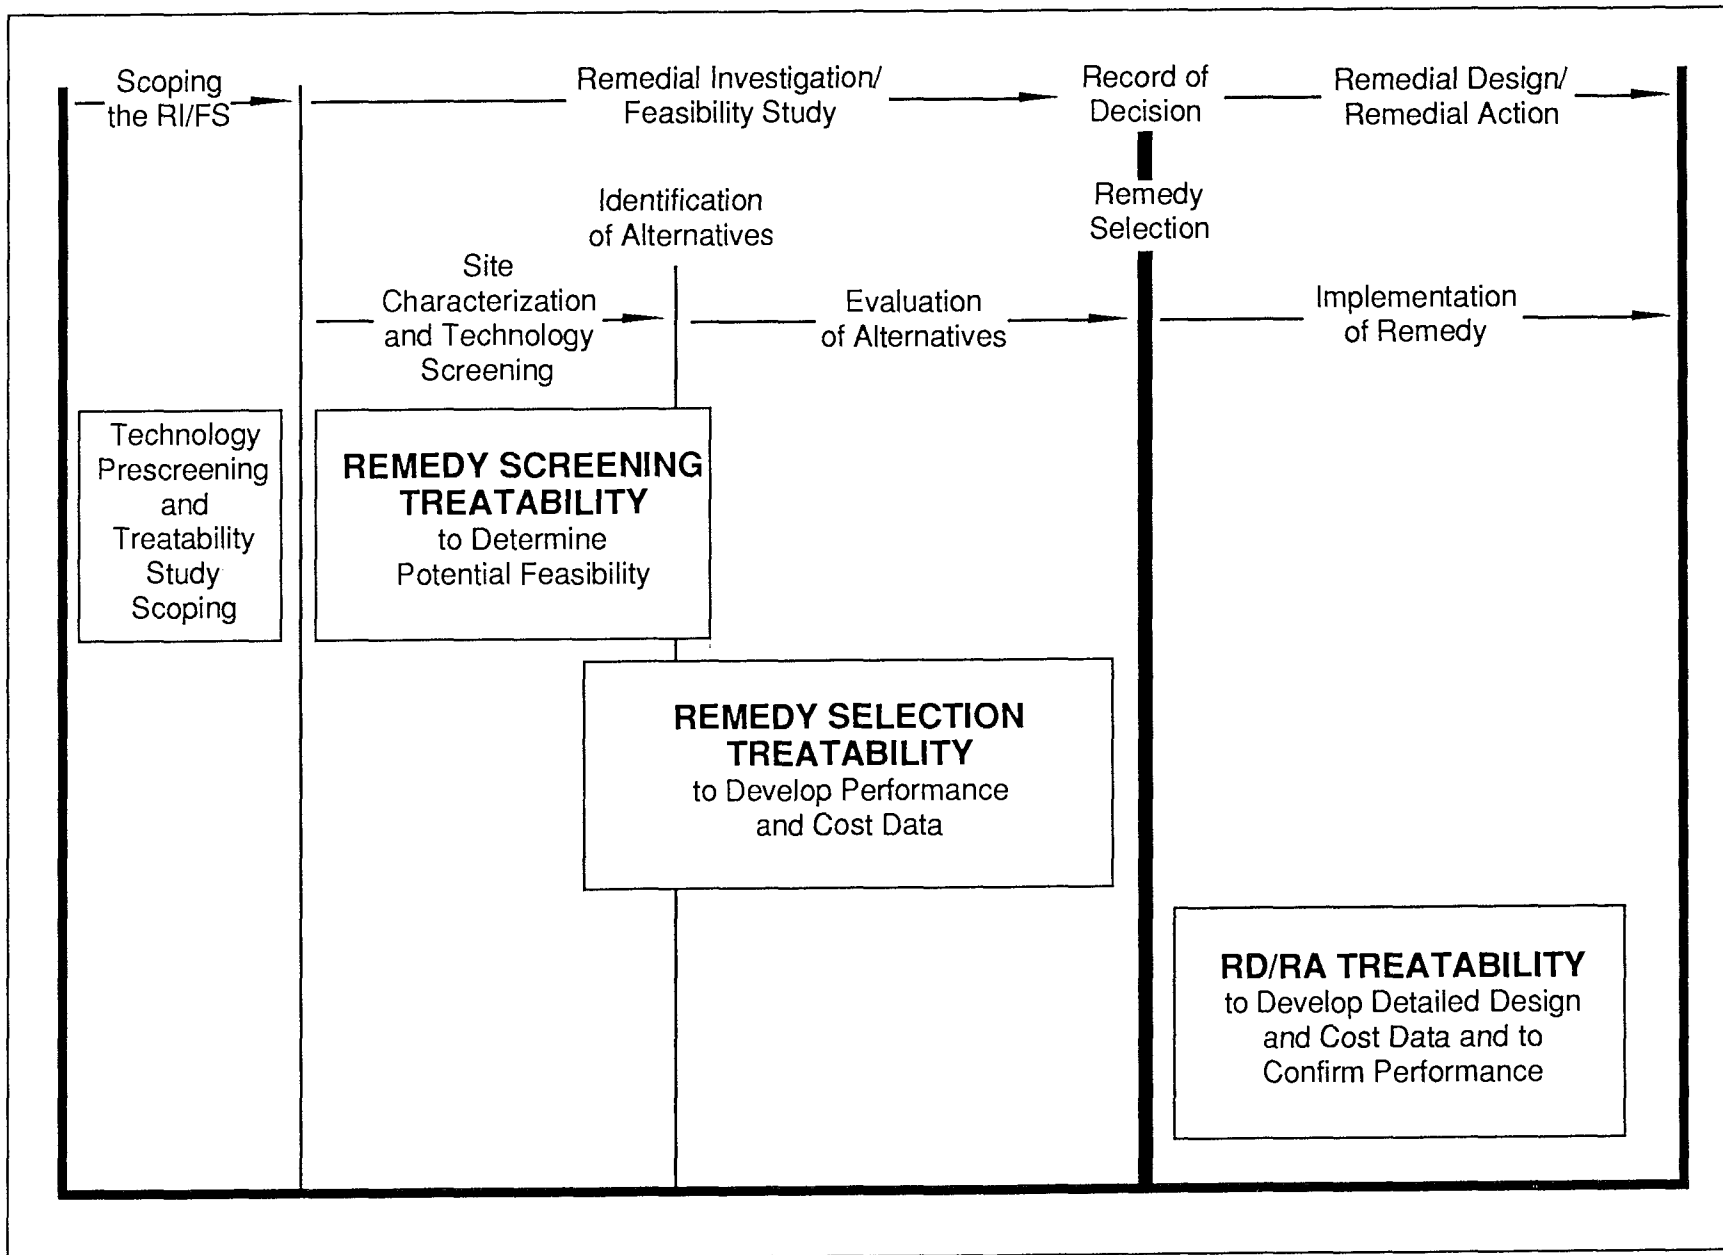 Scoping
the RI/FS
Remedial Investigation/
Feasibility Study
Record of
Decision
Remedial Design/
Remedial Action
Identification
of Alternatives
Remedy
Selection
Site
Characterization
and Technology
Screening
Evaluation
of Alternatives
Implementation
of Remedy
Technology
Prescreening
and
Treatability
Study
Scoping
REMEDY SCREENING
TREATABILITY
to Determine
Potential Feasibility
REMEDY SELECTION
TREATABILITY
to Develop Performance
and Cost Data
RD/RA TREATABILITY
to Develop Detailed Design
and Cost Data and to
Confirm Performance